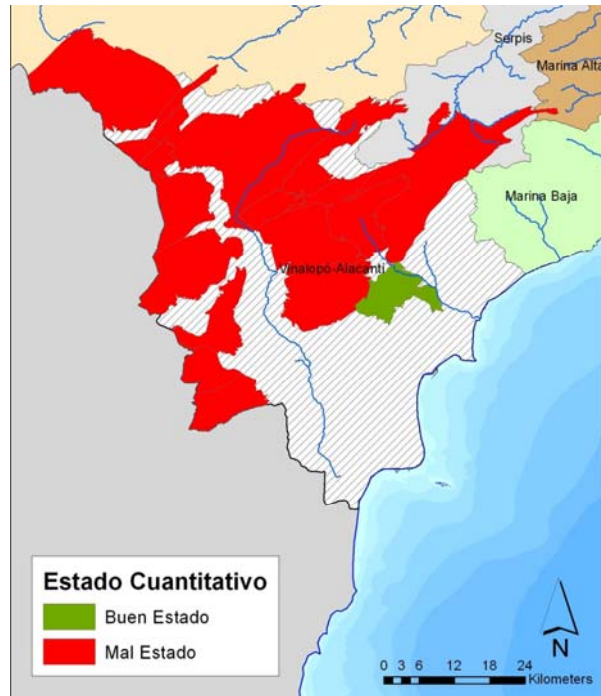 Serpis
Marina Alta
Marina Baja
Vinalopó-Alacantí
Estado Cuantitativo
Buen Estado
Mal Estado
N
0 3 6 12 18 24
Kilometers